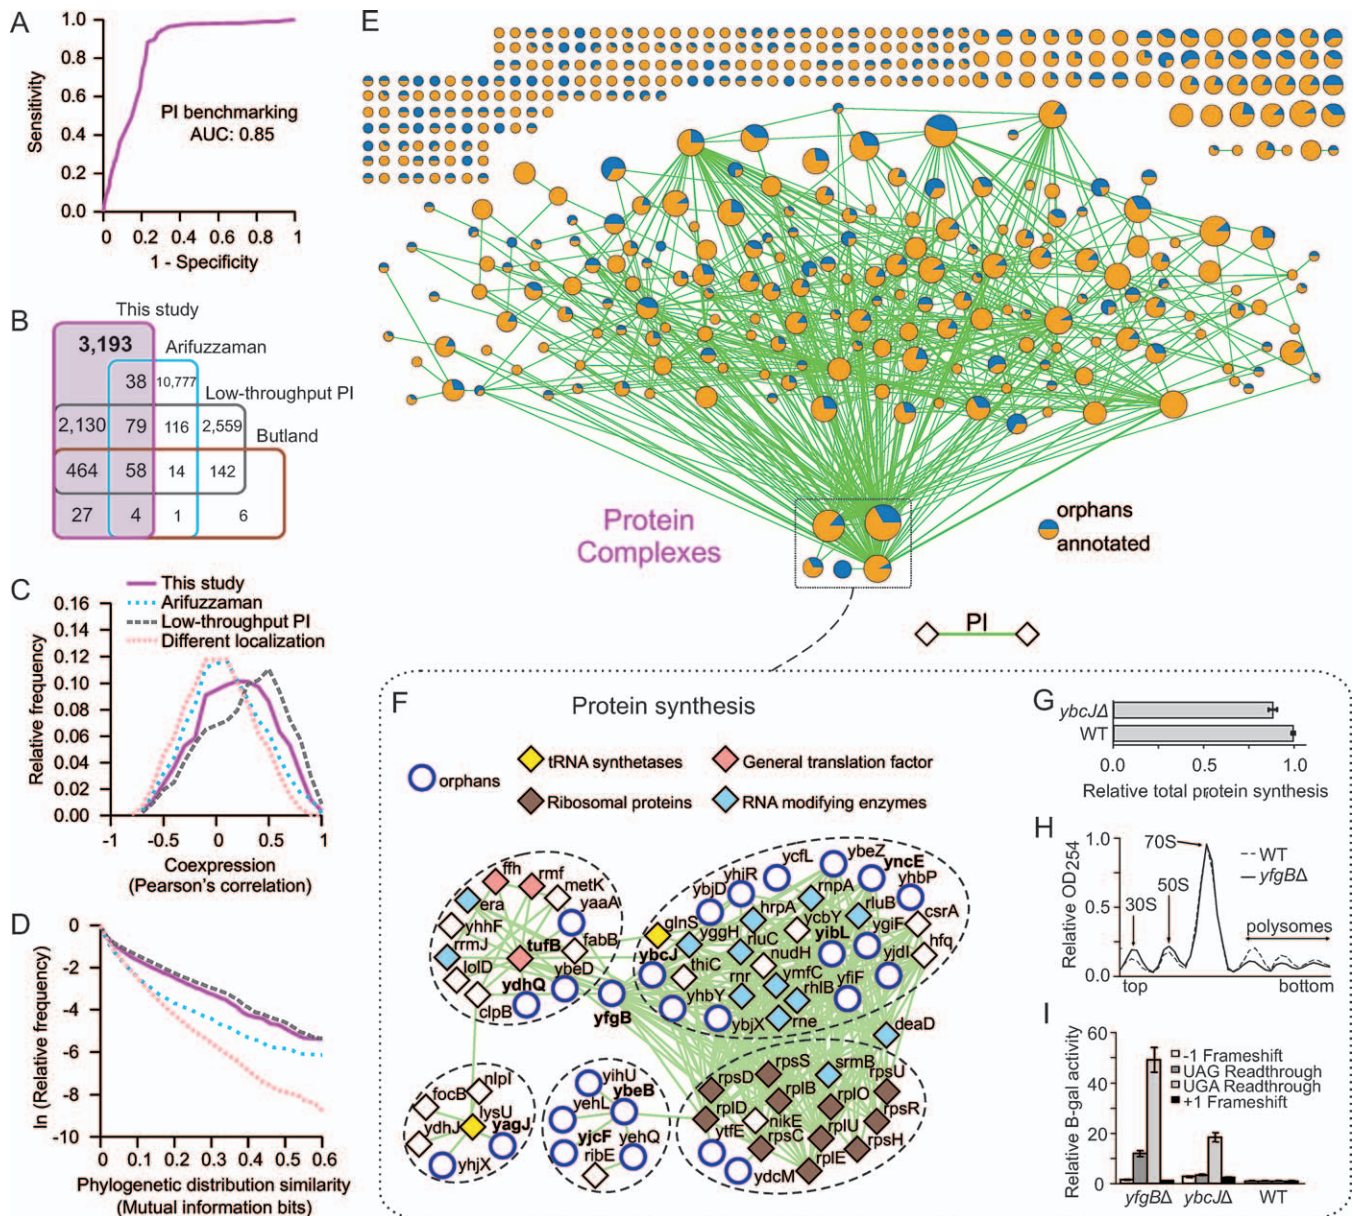 A
Sensitivity
1.0
0.8
0.6
0.4
0.2
0.0
PI benchmarking
AUC: 0.85
0
0.2
0.4
0.6
0.8
1
1 - Specificity
B
This study
3,193
Arifuzzaman
38
10,777
Low-throughput PI
2,130
79
116
2,559
Butland
464
58
14
142
27
4
1
6
C
This study
Arifuzzaman
Low-throughput PI
Different localization
Relative frequency
0.16
0.14
0.12
0.10
0.08
0.06
0.04
0.02
0.00
-1
-0.5
0
0.5
1
Coexpression
(Pearson's correlation)
D
ln (Relative frequency)
0
-2
-4
-6
-8
-10
0.0
0.1
0.2
0.3
0.4
0.5
0.6
Phylogenetic distribution similarity
(Mutual information bits)
E
Protein
Complexes
orphans
annotated
PI
F
Protein synthesis
orphans
tRNA synthetases
General translation factor
Ribosomal proteins
RNA modifying enzymes
ffh
rmf
metK
era
yaaA
yhhF
tufB
fabB
rrmJ
lolD
ybeD
ydhQ
clpB
yfgB
ycfL
ybeZ
yncE
yhiR
yhbP
ybjD
rnpA
glnS
hrpA
rluB
csrA
ycbY
yggH
ygiF
ybcJ
rluC
yibL
hfq
nudH
yjdI
thiC
rnr
ymfC
yfiF
rhlB
yhbY
ybjX
rne
deaD
nlpI
focB
lysU
ydhJ
yagJ
yhjX
yihU
ybeB
yehL
yjcF
yehQ
ribE
rpsS
srmB
rpsU
rpsD
rplB
rplO
rplD
rpsR
nikE
rplU
ytfE
rpsC
rpsH
rplE
ydcM
G
ybcJΔ
WT
0.0
0.5
1.0
Relative total protein synthesis
H
Relative OD254
1.0
0.5
0.0
70S
50S
30S
WT
yfgBΔ
polysomes
top
bottom
I
Relative B-gal activity
60
40
20
0
-1 Frameshift
UAG Readthrough
UGA Readthrough
+1 Frameshift
yfgBΔ
ybcJΔ
WT